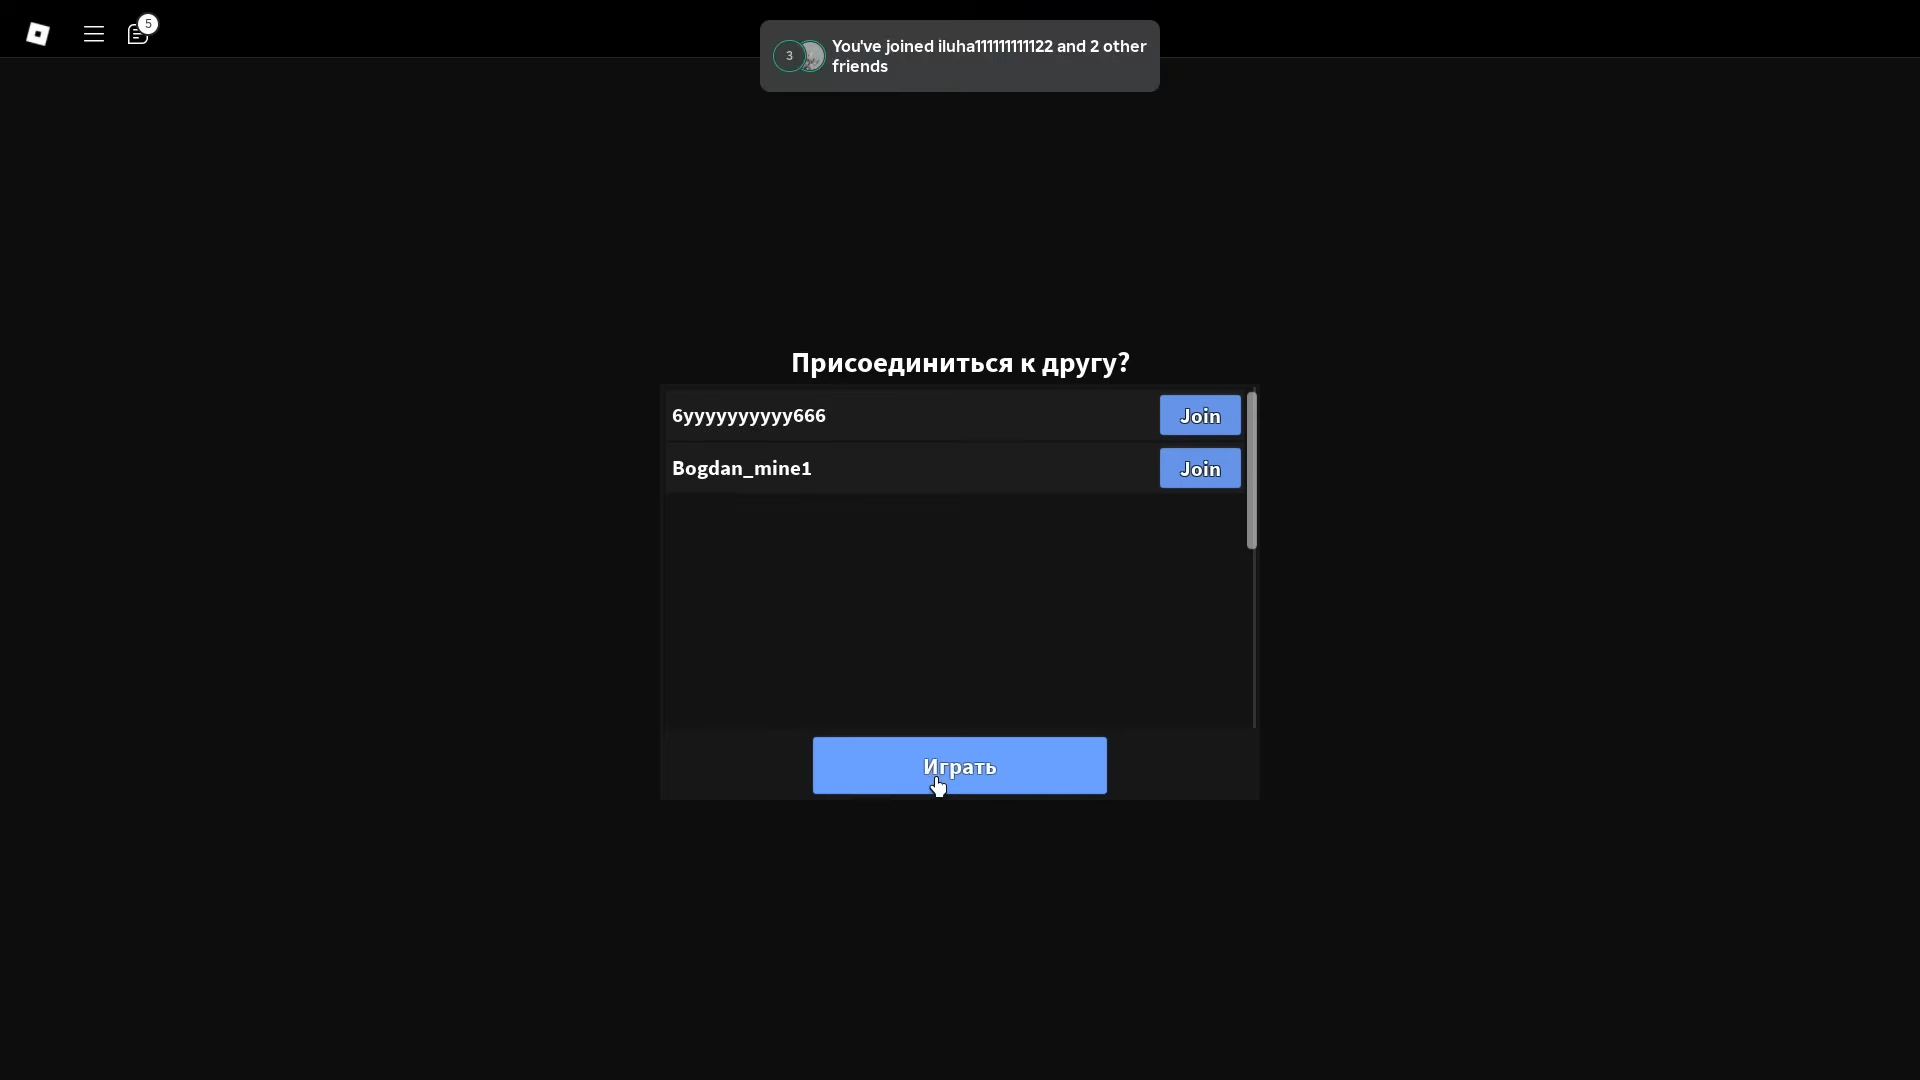 5
3
You've joined iluha111111111122 and 2 other
friends
Присоединиться к другу?
6yyyyyyyyyy666
Join
Bogdan_mine1
Join
Играть